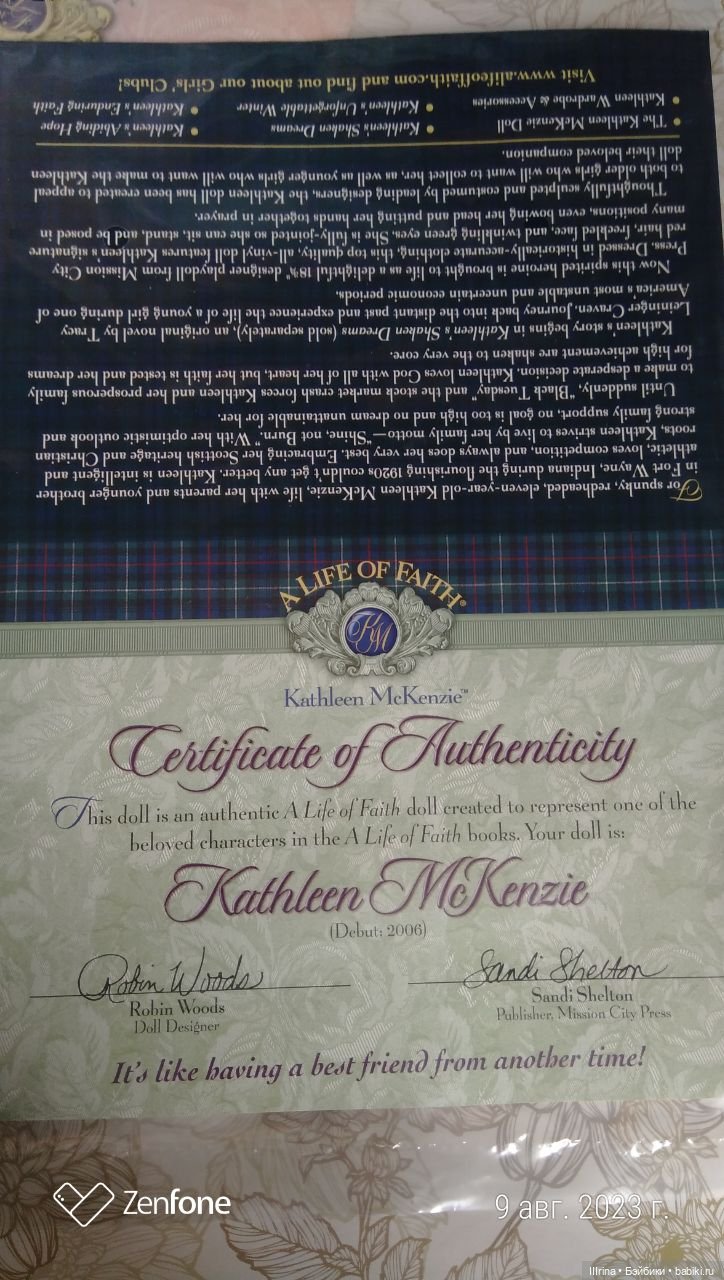 For spunky, redheaded, eleven-year-old Kathleen McKenzie, life with her parents and younger brother
in Fort Wayne, Indiana during the flourishing 1920s couldn't get any better. Kathleen is intelligent and
athletic, loves competition, and always does her very best. Embracing her Scottish heritage and Christian
roots, Kathleen strives to live by her family motto—"Shine, not Burn." With her optimistic outlook and
strong family support, no goal is too high and no dream unattainable for her.
Until suddenly, "Black Tuesday" and the stock market crash forces Kathleen and her prosperous family
to make a desperate decision. Kathleen loves God with all of her heart, but her faith is tested and her dreams
for high achievement are shaken to the very core.
Kathleen's story begins in Kathleen's Shaken Dreams (sold separately), an original novel by Tracy
Leininger Craven. Journey back into the distant past and experience the life of a young girl during one of
America's most unstable and uncertain economic periods.
Now this spirited heroine is brought to life as a delightful 18½" designer playdoll from Mission City
Press. Dressed in historically-accurate clothing, this top quality, all-vinyl doll features Kathleen's signature
red hair, freckled face, and twinkling green eyes. She is fully-jointed so she can sit, stand, and be posed in
many positions, even bowing her head and putting her hands together in prayer.
Thoughtfully sculpted and costumed by leading designers, the Kathleen doll has been created to appeal
to both older girls who will want to collect her, as well as younger girls who will want to make the Kathleen
doll their beloved companion.
• The Kathleen McKenzie Doll • Kathleen's Shaken Dreams • Kathleen's Abiding Hope
• Kathleen Wardrobe & Accessories • Kathleen's Unforgettable Winter • Kathleen's Enduring Faith
Visit www.alifeoffaith.com and find out about our Girls' Clubs!
A LIFE OF FAITH®
KM
Kathleen McKenzie™
Certificate of Authenticity
This doll is an authentic A Life of Faith doll created to represent one of the
beloved characters in the A Life of Faith books. Your doll is:
Kathleen McKenzie
(Debut: 2006)
Robin Woods Sandi Shelton
Robin Woods Sandi Shelton
Doll Designer Publisher, Mission City Press
It's like having a best friend from another time!
Zenfone 9 авг. 2023 г.
IIIrina • Бэйбики • babiki.ru